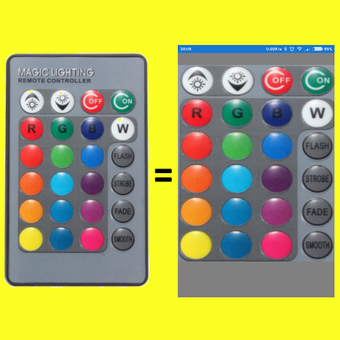 MAGIC LIGHTING
REMOTE CONTROLLER
OFF ON
R G B W
FLASH
STROBE
FADE
SMOOTH
=
OFF ON
R G B W
FLASH
STROBE
FADE
SMOOTH